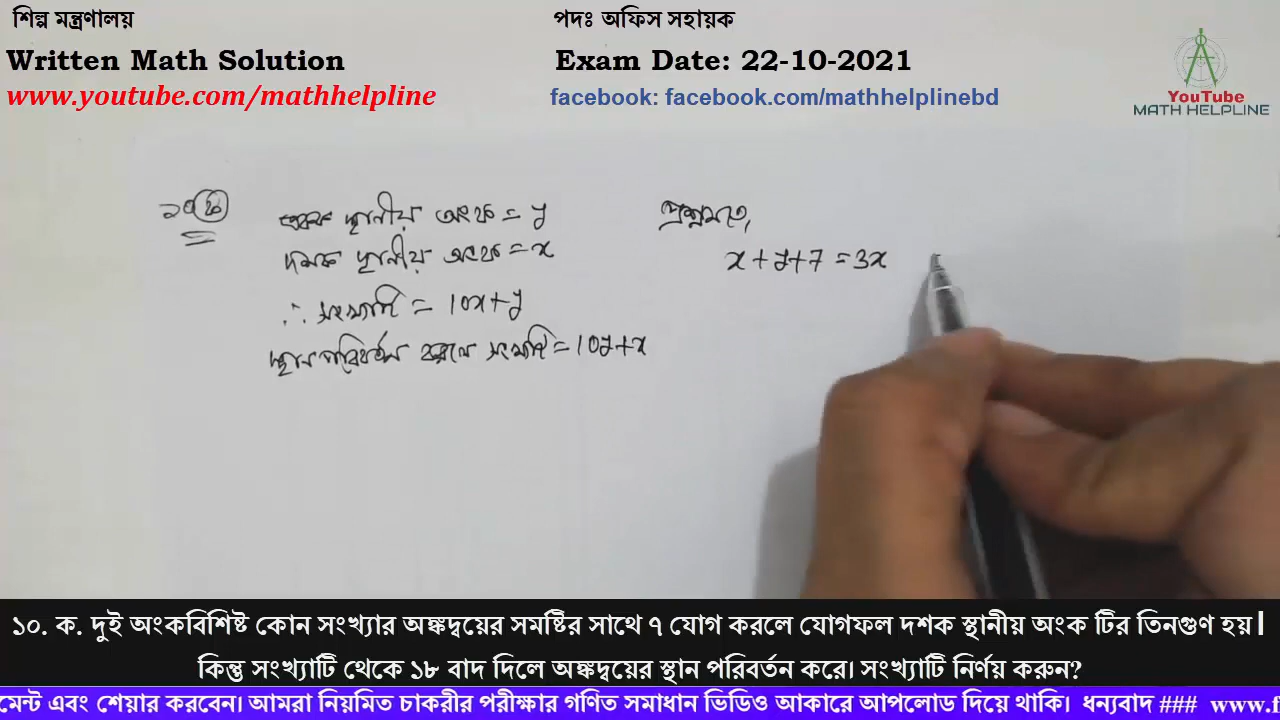 শিল্প মন্ত্রণালয়
পদঃ অফিস সহায়ক
Written Math Solution
Exam Date: 22-10-2021
www.youtube.com/mathhelpline
facebook: facebook.com/mathhelplinebd
YouTube
MATH HELPLINE
১০ ক
একক স্থানীয় অংক = y
দশক স্থানীয় অংক = x
∴ সংখ্যাটি = 10x+y
স্থান পরিবর্তন করলে সংখ্যাটি = 10y+x
প্রশ্নমতে,
x+y+7 = 3x
১০. ক. দুই অংকবিশিষ্ট কোন সংখ্যার অঙ্কদ্বয়ের সমষ্টির সাথে ৭ যোগ করলে যোগফল দশক স্থানীয় অংক টির তিনগুণ হয়।
কিন্তু সংখ্যাটি থেকে ১৮ বাদ দিলে অঙ্কদ্বয়ের স্থান পরিবর্তন করে। সংখ্যাটি নির্ণয় করুন?
মেন্ট এবং শেয়ার করবেন। আমরা নিয়মিত চাকরীর পরীক্ষার গণিত সমাধান ভিডিও আকারে আপলোড দিয়ে থাকি। ধন্যবাদ ### www.f